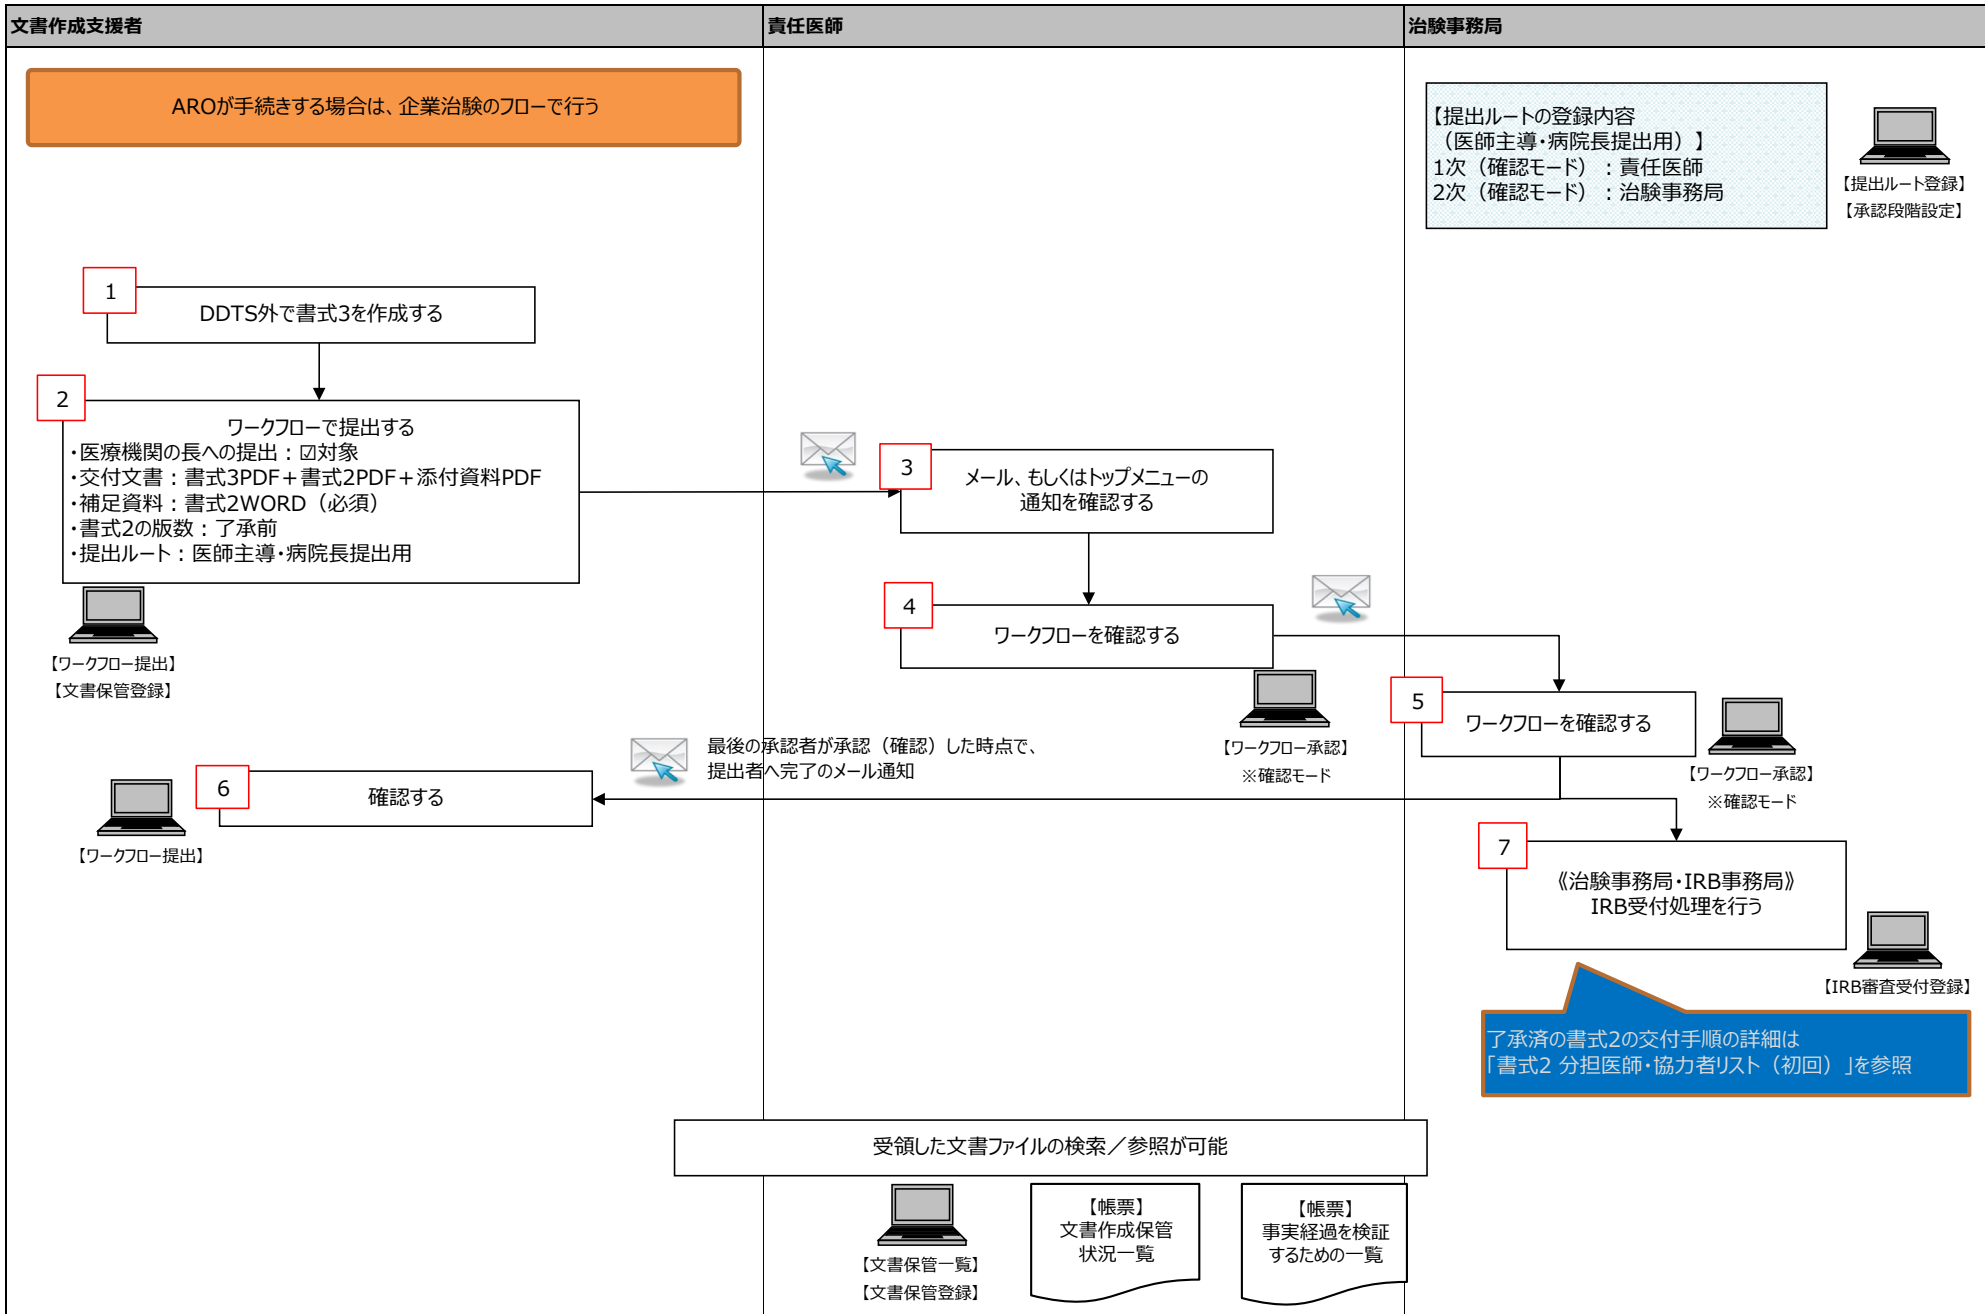 文書作成支援者
責任医師
治験事務局
AROが手続きする場合は、企業治験のフローで行う
【提出ルートの登録内容
（医師主導・病院長提出用）】
1次（確認モード）：責任医師
2次（確認モード）：治験事務局
【提出ルート登録】
【承認段階設定】
1
DDTS外で書式3を作成する
2
ワークフローで提出する
・医療機関の長への提出：☑対象
・交付文書：書式3PDF＋書式2PDF＋添付資料PDF
・補足資料：書式2WORD（必須）
・書式2の版数：了承前
・提出ルート：医師主導・病院長提出用
【ワークフロー提出】
【文書保管登録】
3
メール、もしくはトップメニューの
通知を確認する
4
ワークフローを確認する
【ワークフロー承認】
※確認モード
5
ワークフローを確認する
【ワークフロー承認】
※確認モード
最後の承認者が承認（確認）した時点で、
提出者へ完了のメール通知
6
確認する
【ワークフロー提出】
7
《治験事務局・IRB事務局》
IRB受付処理を行う
【IRB審査受付登録】
了承済の書式2の交付手順の詳細は
「書式2 分担医師・協力者リスト（初回）」を参照
受領した文書ファイルの検索／参照が可能
【文書保管一覧】
【文書保管登録】
【帳票】
文書作成保管
状況一覧
【帳票】
事実経過を検証
するための一覧